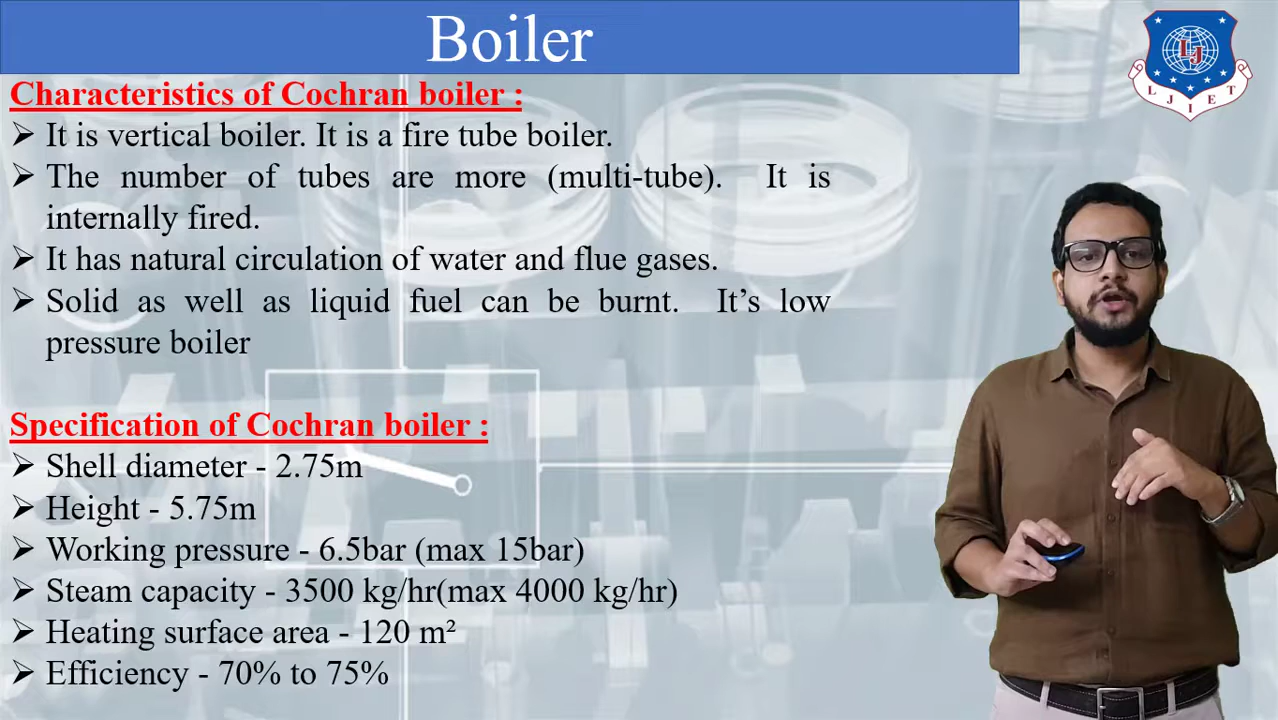 Boiler
Characteristics of Cochran boiler :
➢ It is vertical boiler. It is a fire tube boiler.
➢ The number of tubes are more (multi-tube). It is
internally fired.
➢ It has natural circulation of water and flue gases.
➢ Solid as well as liquid fuel can be burnt. It’s low
pressure boiler
Specification of Cochran boiler :
➢ Shell diameter - 2.75m
➢ Height - 5.75m
➢ Working pressure - 6.5bar (max 15bar)
➢ Steam capacity - 3500 kg/hr(max 4000 kg/hr)
➢ Heating surface area - 120 m²
➢ Efficiency - 70% to 75%
LJ
LJIET